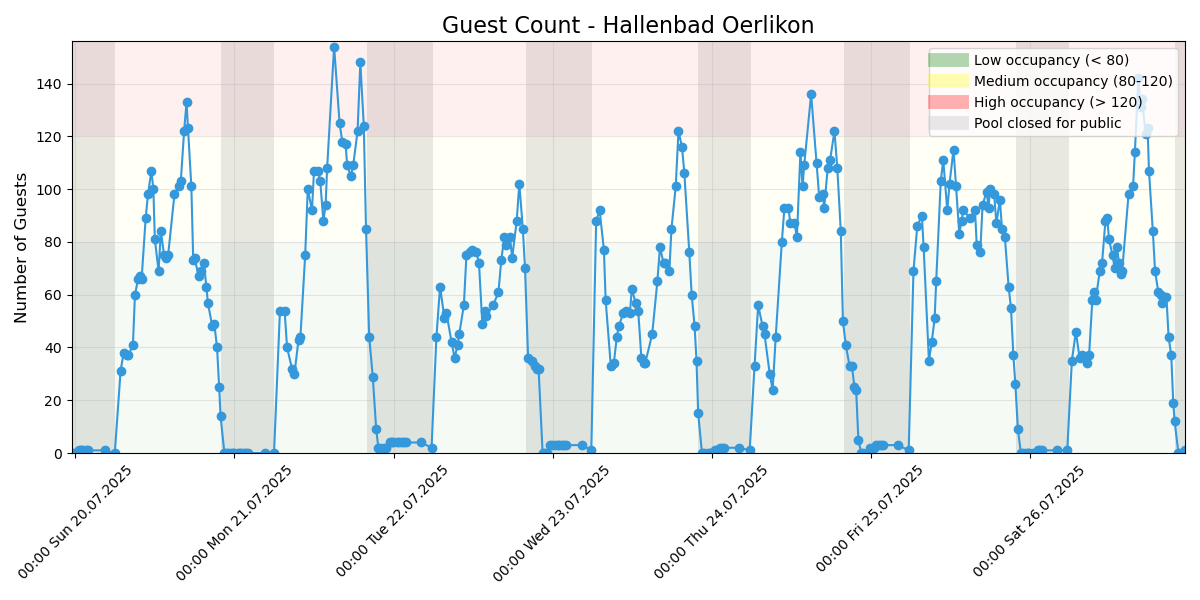 Guest Count - Hallenbad Oerlikon
Number of Guests
140
120
100
80
60
40
20
0
Low occupancy (< 80)
Medium occupancy (80-120)
High occupancy (> 120)
Pool closed for public
00:00 Sun 20.07.2025
00:00 Mon 21.07.2025
00:00 Tue 22.07.2025
00:00 Wed 23.07.2025
00:00 Thu 24.07.2025
00:00 Fri 25.07.2025
00:00 Sat 26.07.2025